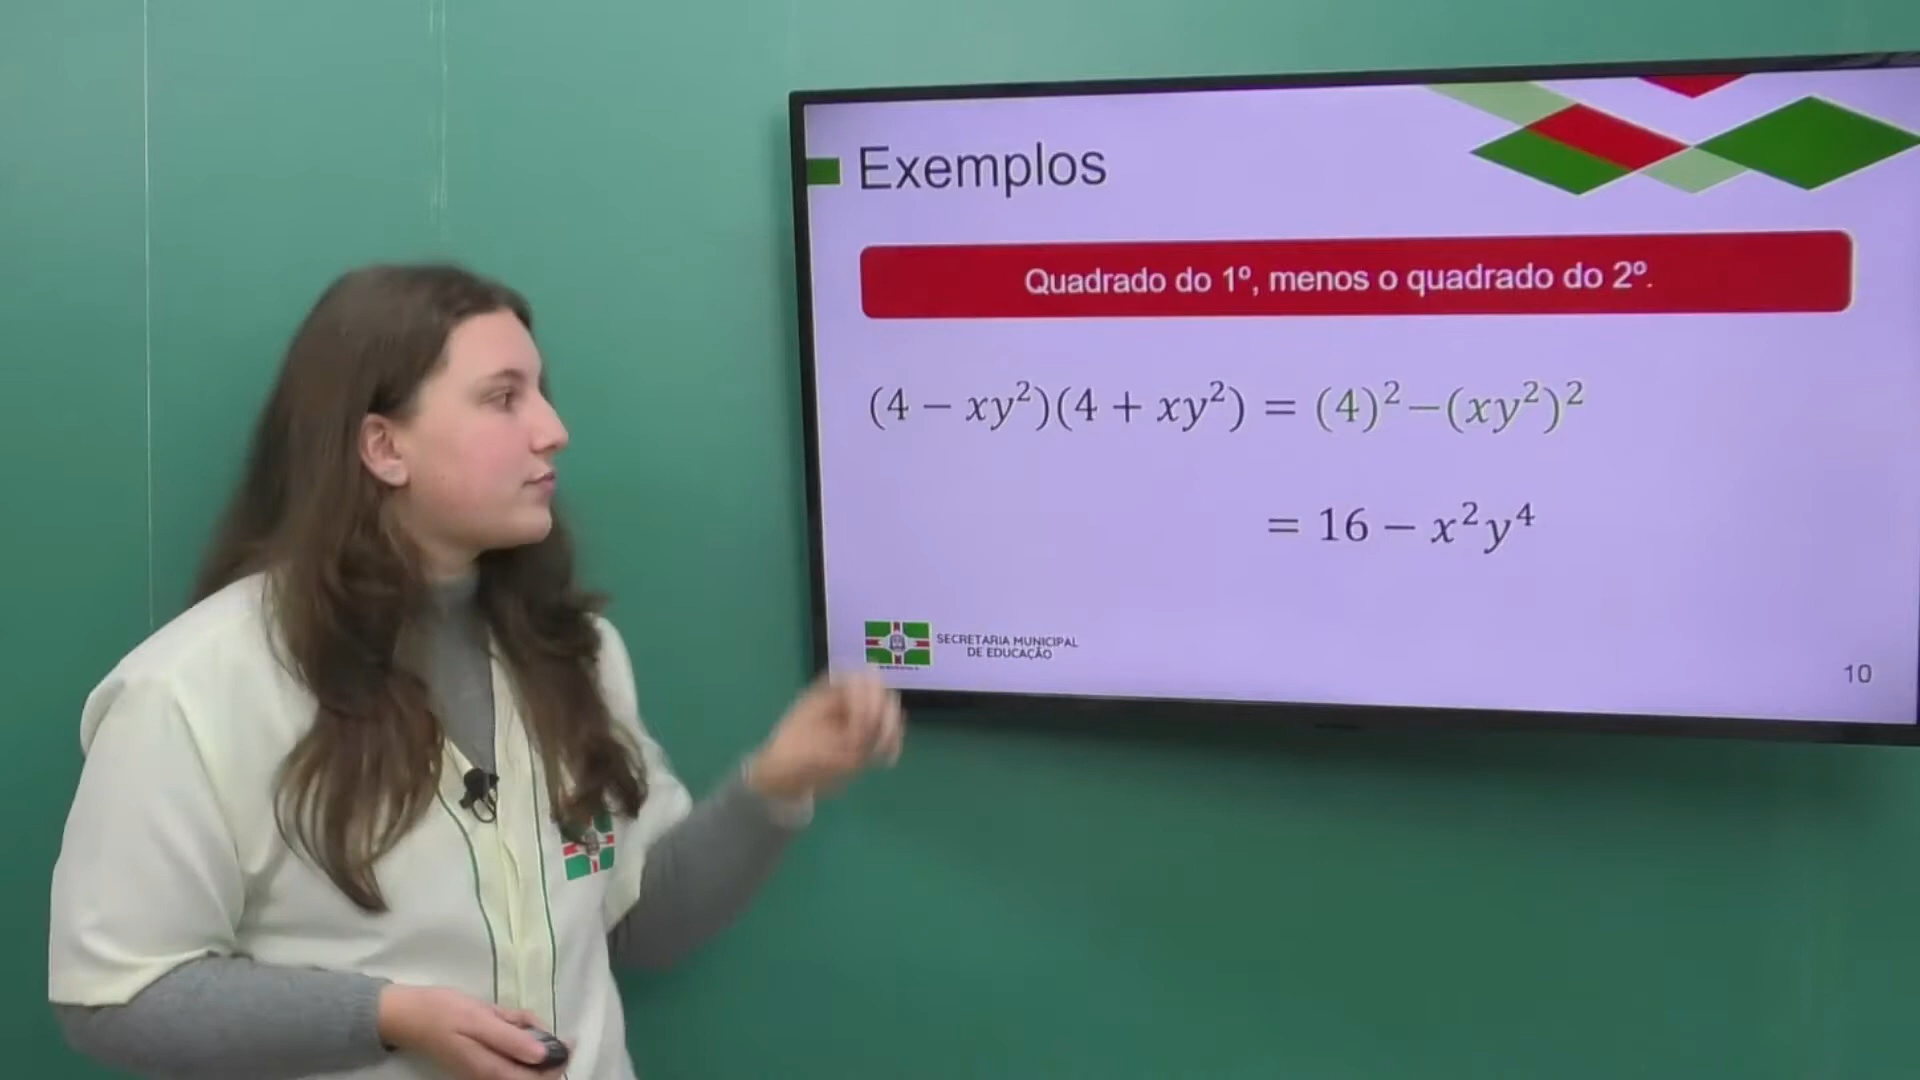 Exemplos
Quadrado do 1º, menos o quadrado do 2º.
(4 − xy²)(4 + xy²) = (4)²−(xy²)²
= 16 − x²y⁴
SECRETARIA MUNICIPAL
DE EDUCAÇÃO
10